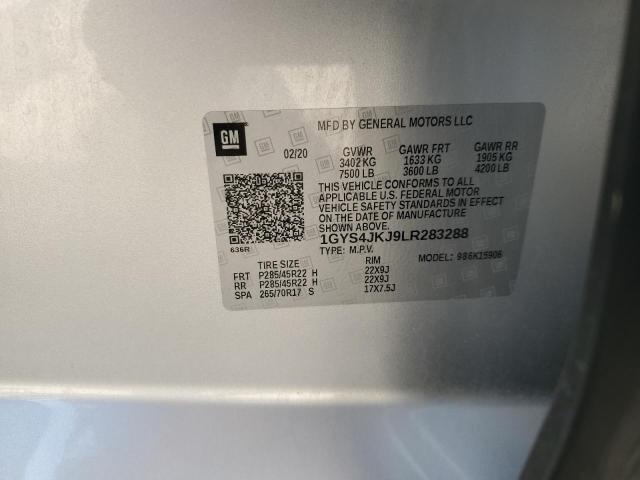 GM
MFD BY GENERAL MOTORS LLC
02/20 GVWR GAWR FRT GAWR RR
3402 KG 1633 KG 1905 KG
7500 LB 3600 LB 4200 LB
THIS VEHICLE CONFORMS TO ALL
APPLICABLE U.S. FEDERAL MOTOR
VEHICLE SAFETY STANDARDS IN EFFECT
ON THE DATE OF MANUFACTURE
SHOWN ABOVE.
1GYS4JKJ9LR283288
636R
TYPE: M.P.V. MODEL: 986K15906
TIRE SIZE RIM
FRT P285/45R22 H 22X9J
RR P285/45R22 H 22X9J
SPA 265/70R17 S 17X7.5J